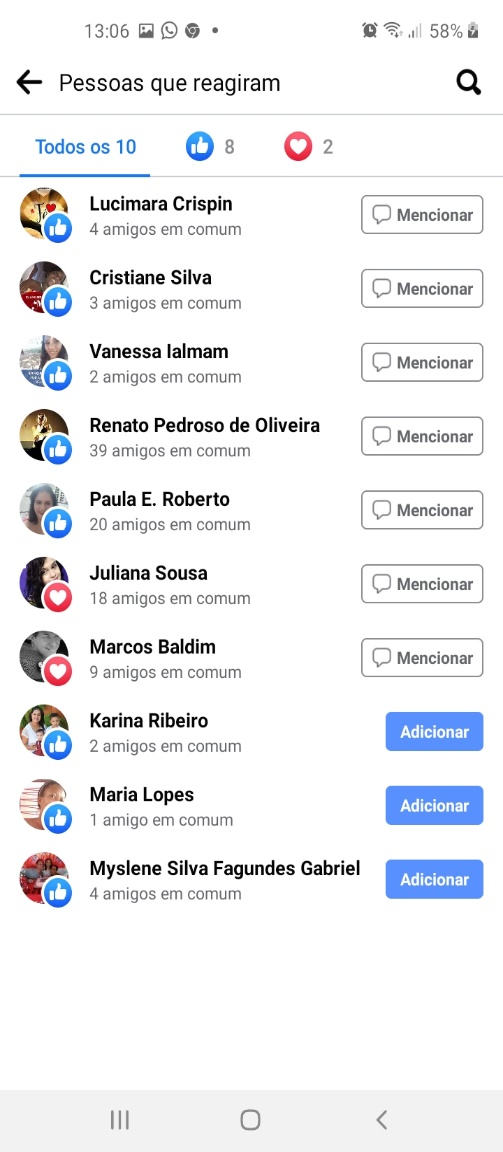 13:06 58%
Pessoas que reagiram
Todos os 10 8 2
Lucimara Crispin
4 amigos em comum
Mencionar
Cristiane Silva
3 amigos em comum
Mencionar
Vanessa Ialmam
2 amigos em comum
Mencionar
Renato Pedroso de Oliveira
39 amigos em comum
Mencionar
Paula E. Roberto
20 amigos em comum
Mencionar
Juliana Sousa
18 amigos em comum
Mencionar
Marcos Baldim
9 amigos em comum
Mencionar
Karina Ribeiro
2 amigos em comum
Adicionar
Maria Lopes
1 amigo em comum
Adicionar
Myslene Silva Fagundes Gabriel
4 amigos em comum
Adicionar